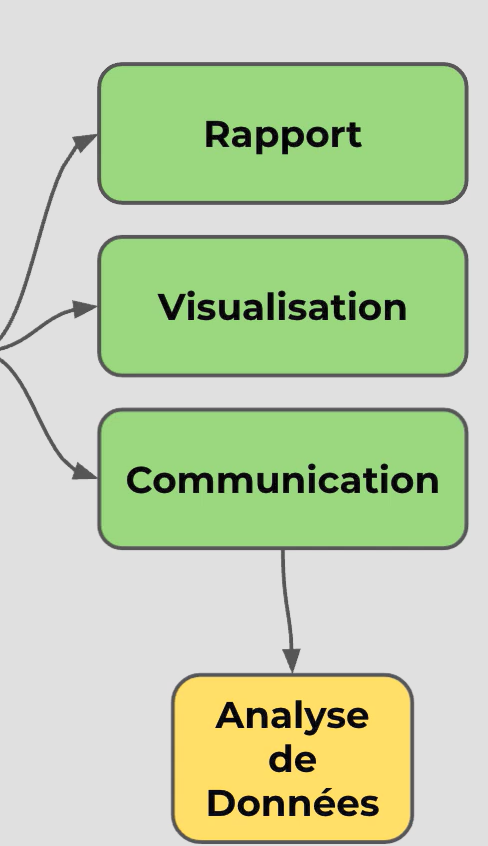 Rapport
Visualisation
Communication
Analyse
de
Données